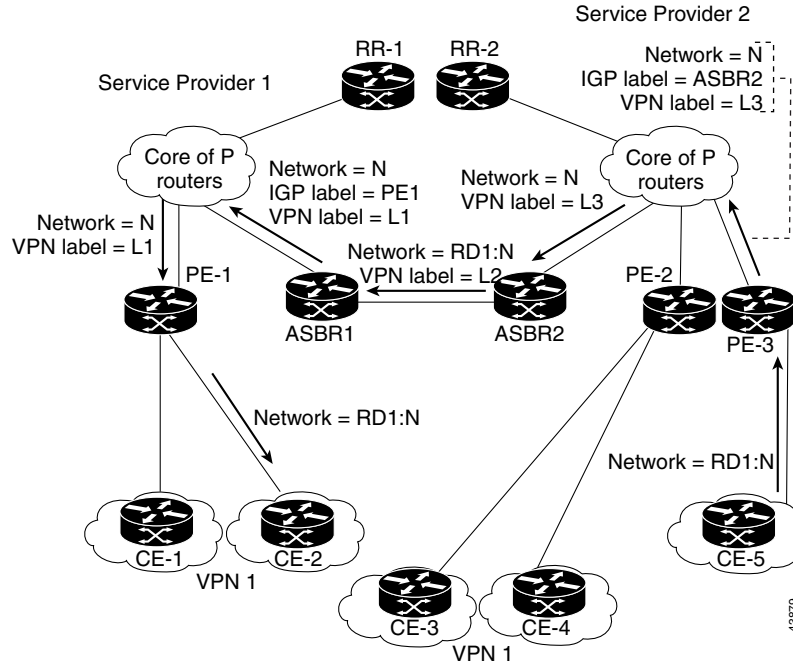 Service Provider 2
RR-1
RR-2
Network = N
IGP label = ASBR2
VPN label = L3
Service Provider 1
Core of P
routers
Network = N
IGP label = PE1
VPN label = L1
Network = N
VPN label = L3
Core of P
routers
Network = N
VPN label = L1
Network = RD1:N
VPN label = L2
PE-1
ASBR1
ASBR2
PE-2
PE-3
Network = RD1:N
Network = RD1:N
CE-1
CE-2
VPN 1
CE-3
CE-4
CE-5
VPN 1